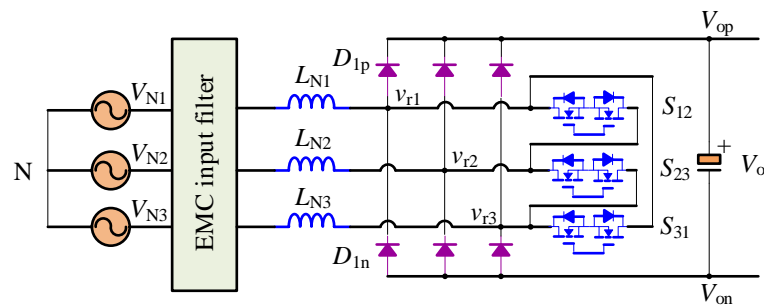 V_op
D_1p
L_N1
V_N1
v_r1
S_12
EMC input filter
L_N2
V_N2
v_r2
+
N
S_23
V_o
L_N3
V_N3
v_r3
S_31
D_1n
V_on